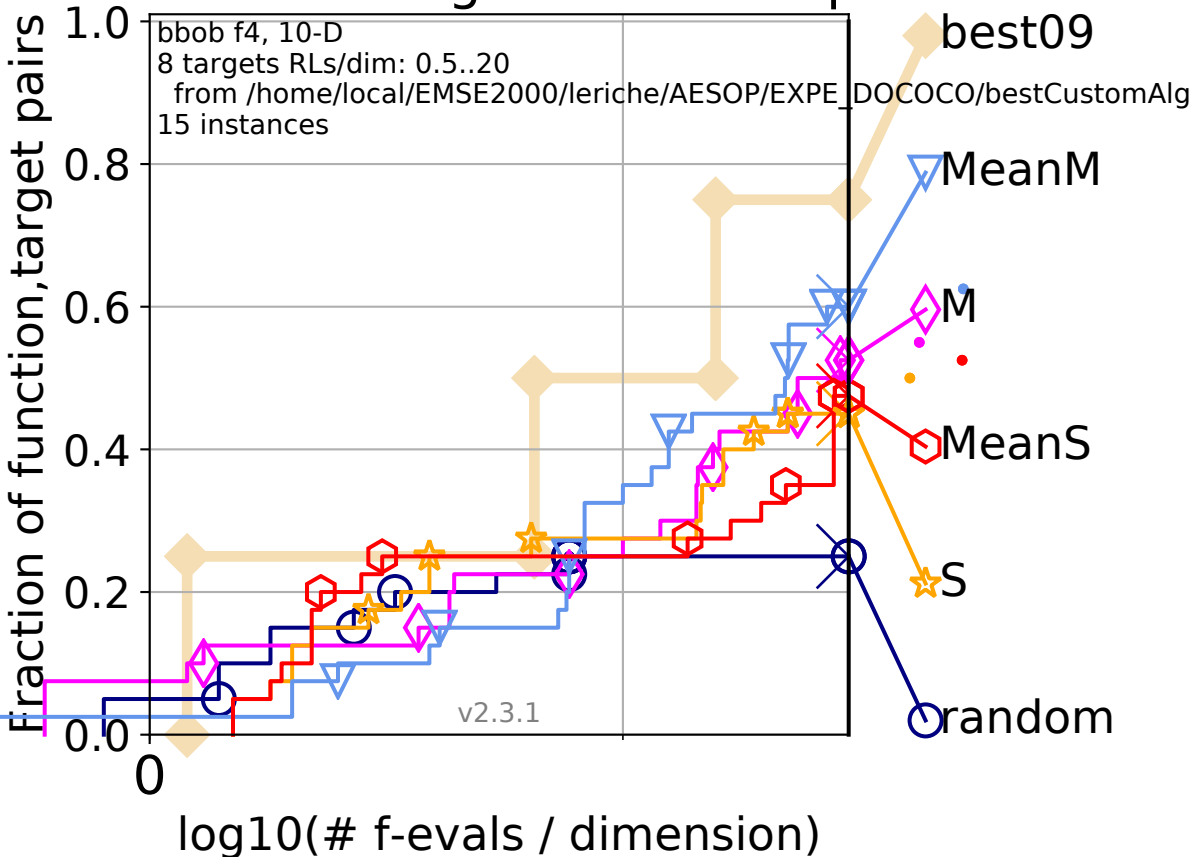 bbob f4, 10-D
8 targets RLs/dim: 0.5..20
from /home/local/EMSE2000/leriche/AESOP/EXPE_DOCOCO/bestCustomAlg
15 instances
Fraction of function,target pairs
1.0
0.8
0.6
0.4
0.2
0.0
0
log10(# f-evals / dimension)
v2.3.1
best09
MeanM
M
MeanS
S
random